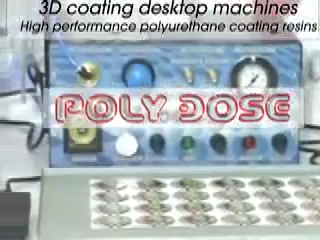 3D coating desktop machines
High performance polyurethane coating resins
POLY DOSE